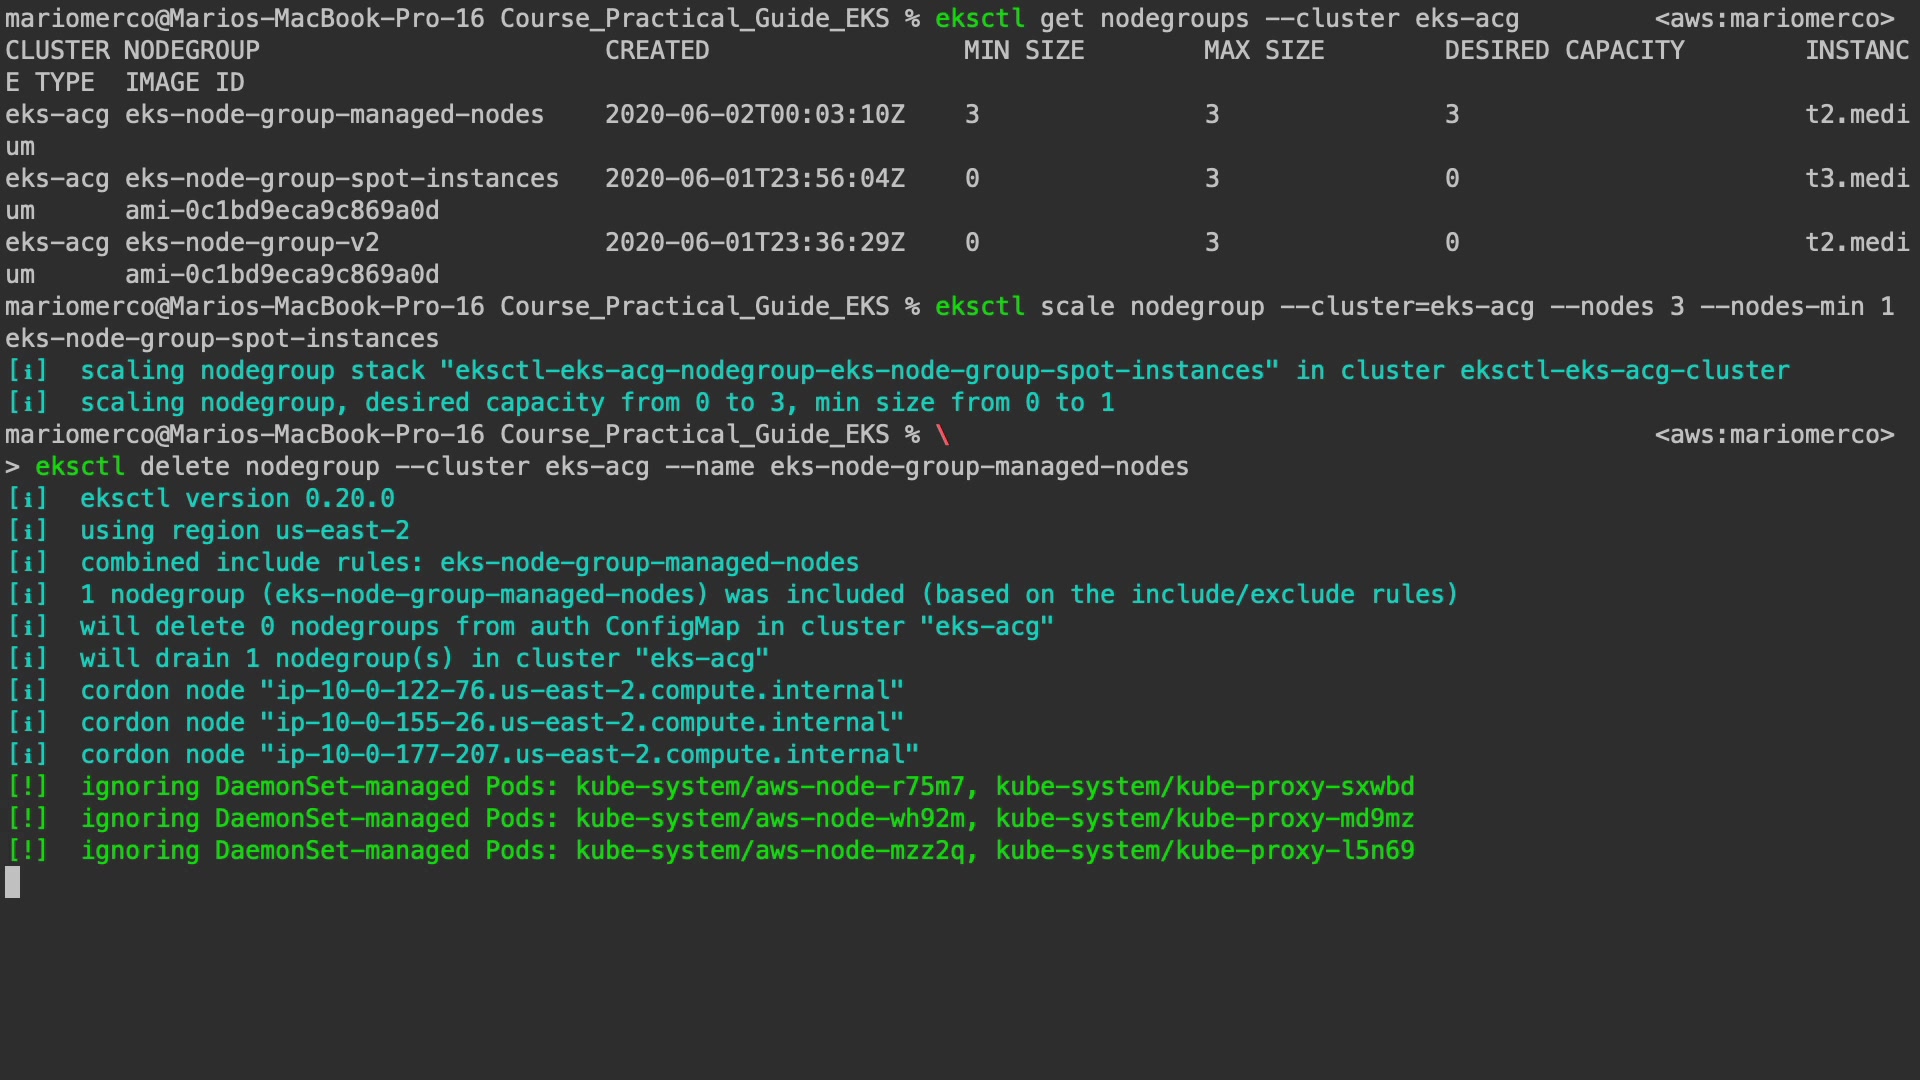 mariomerco@Marios-MacBook-Pro-16 Course_Practical_Guide_EKS % eksctl get nodegroups --cluster eks-acg <aws:mariomerco>
CLUSTER NODEGROUP CREATED MIN SIZE MAX SIZE DESIRED CAPACITY INSTANC
E TYPE IMAGE ID
eks-acg eks-node-group-managed-nodes 2020-06-02T00:03:10Z 3 3 3 t2.medi
um
eks-acg eks-node-group-spot-instances 2020-06-01T23:56:04Z 0 3 0 t3.medi
um ami-0c1bd9eca9c869a0d
eks-acg eks-node-group-v2 2020-06-01T23:36:29Z 0 3 0 t2.medi
um ami-0c1bd9eca9c869a0d
mariomerco@Marios-MacBook-Pro-16 Course_Practical_Guide_EKS % eksctl scale nodegroup --cluster=eks-acg --nodes 3 --nodes-min 1
eks-node-group-spot-instances
[ℹ] scaling nodegroup stack "eksctl-eks-acg-nodegroup-eks-node-group-spot-instances" in cluster eksctl-eks-acg-cluster
[ℹ] scaling nodegroup, desired capacity from 0 to 3, min size from 0 to 1
mariomerco@Marios-MacBook-Pro-16 Course_Practical_Guide_EKS % \ <aws:mariomerco>
> eksctl delete nodegroup --cluster eks-acg --name eks-node-group-managed-nodes
[ℹ] eksctl version 0.20.0
[ℹ] using region us-east-2
[ℹ] combined include rules: eks-node-group-managed-nodes
[ℹ] 1 nodegroup (eks-node-group-managed-nodes) was included (based on the include/exclude rules)
[ℹ] will delete 0 nodegroups from auth ConfigMap in cluster "eks-acg"
[ℹ] will drain 1 nodegroup(s) in cluster "eks-acg"
[ℹ] cordon node "ip-10-0-122-76.us-east-2.compute.internal"
[ℹ] cordon node "ip-10-0-155-26.us-east-2.compute.internal"
[ℹ] cordon node "ip-10-0-177-207.us-east-2.compute.internal"
[!] ignoring DaemonSet-managed Pods: kube-system/aws-node-r75m7, kube-system/kube-proxy-sxwbd
[!] ignoring DaemonSet-managed Pods: kube-system/aws-node-wh92m, kube-system/kube-proxy-md9mz
[!] ignoring DaemonSet-managed Pods: kube-system/aws-node-mzz2q, kube-system/kube-proxy-l5n69